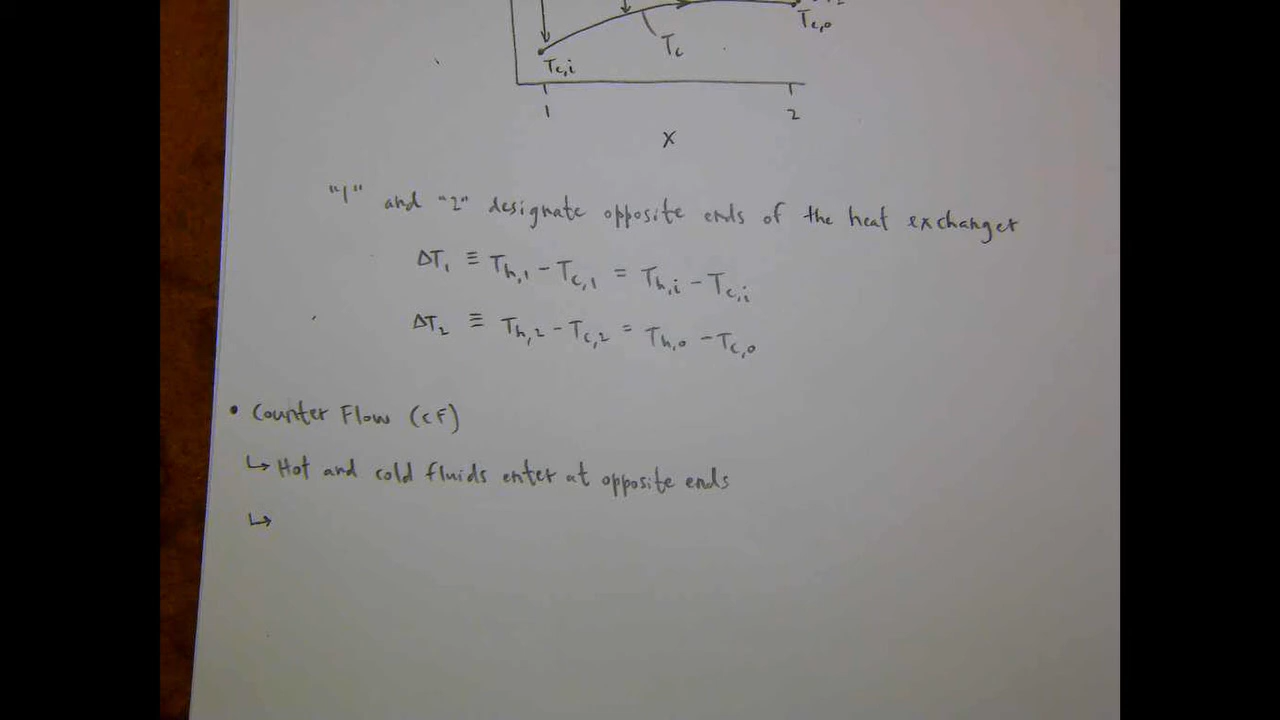 T_c,o
T_c
T_c,i
1 2
X
"1" and "2" designate opposite ends of the heat exchanger
ΔT₁ ≡ T_h,1 - T_c,1 = T_h,i - T_c,i
ΔT₂ ≡ T_h,2 - T_c,2 = T_h,o - T_c,o
• Counter Flow (CF)
↳ Hot and cold fluids enter at opposite ends
↳